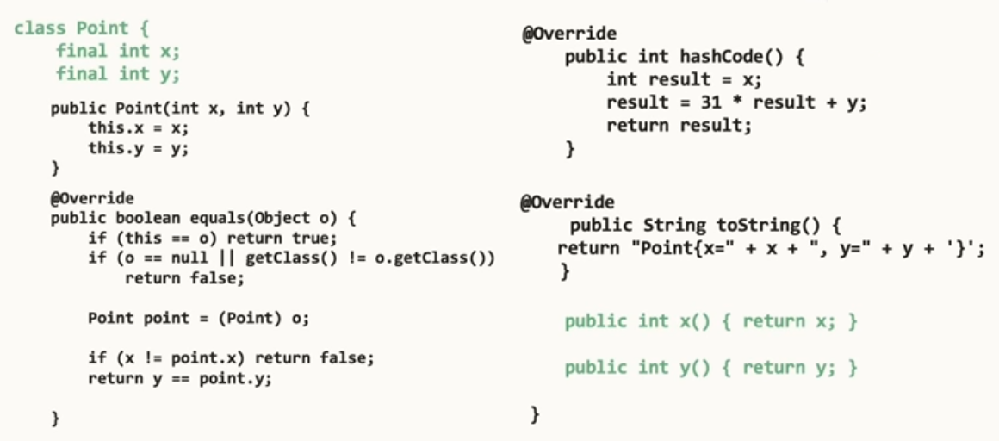 class Point {
final int x;
final int y;
public Point(int x, int y) {
this.x = x;
this.y = y;
}
@Override
public boolean equals(Object o) {
if (this == o) return true;
if (o == null || getClass() != o.getClass())
return false;
Point point = (Point) o;
if (x != point.x) return false;
return y == point.y;
}
@Override
public int hashCode() {
int result = x;
result = 31 * result + y;
return result;
}
@Override
public String toString() {
return "Point{x=" + x + ", y=" + y + '}';
}
public int x() { return x; }
public int y() { return y; }
}